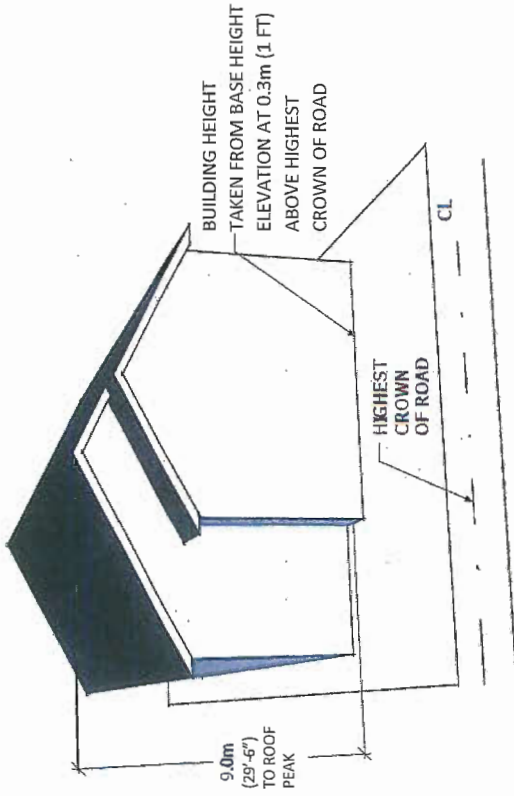 BUILDING HEIGHT
TAKEN FROM BASE HEIGHT
ELEVATION AT 0.3m (1 FT)
ABOVE HIGHEST
CROWN OF ROAD
CL
HIGHEST
CROWN
OF ROAD
9.0m
(29'-6")
TO ROOF
PEAK